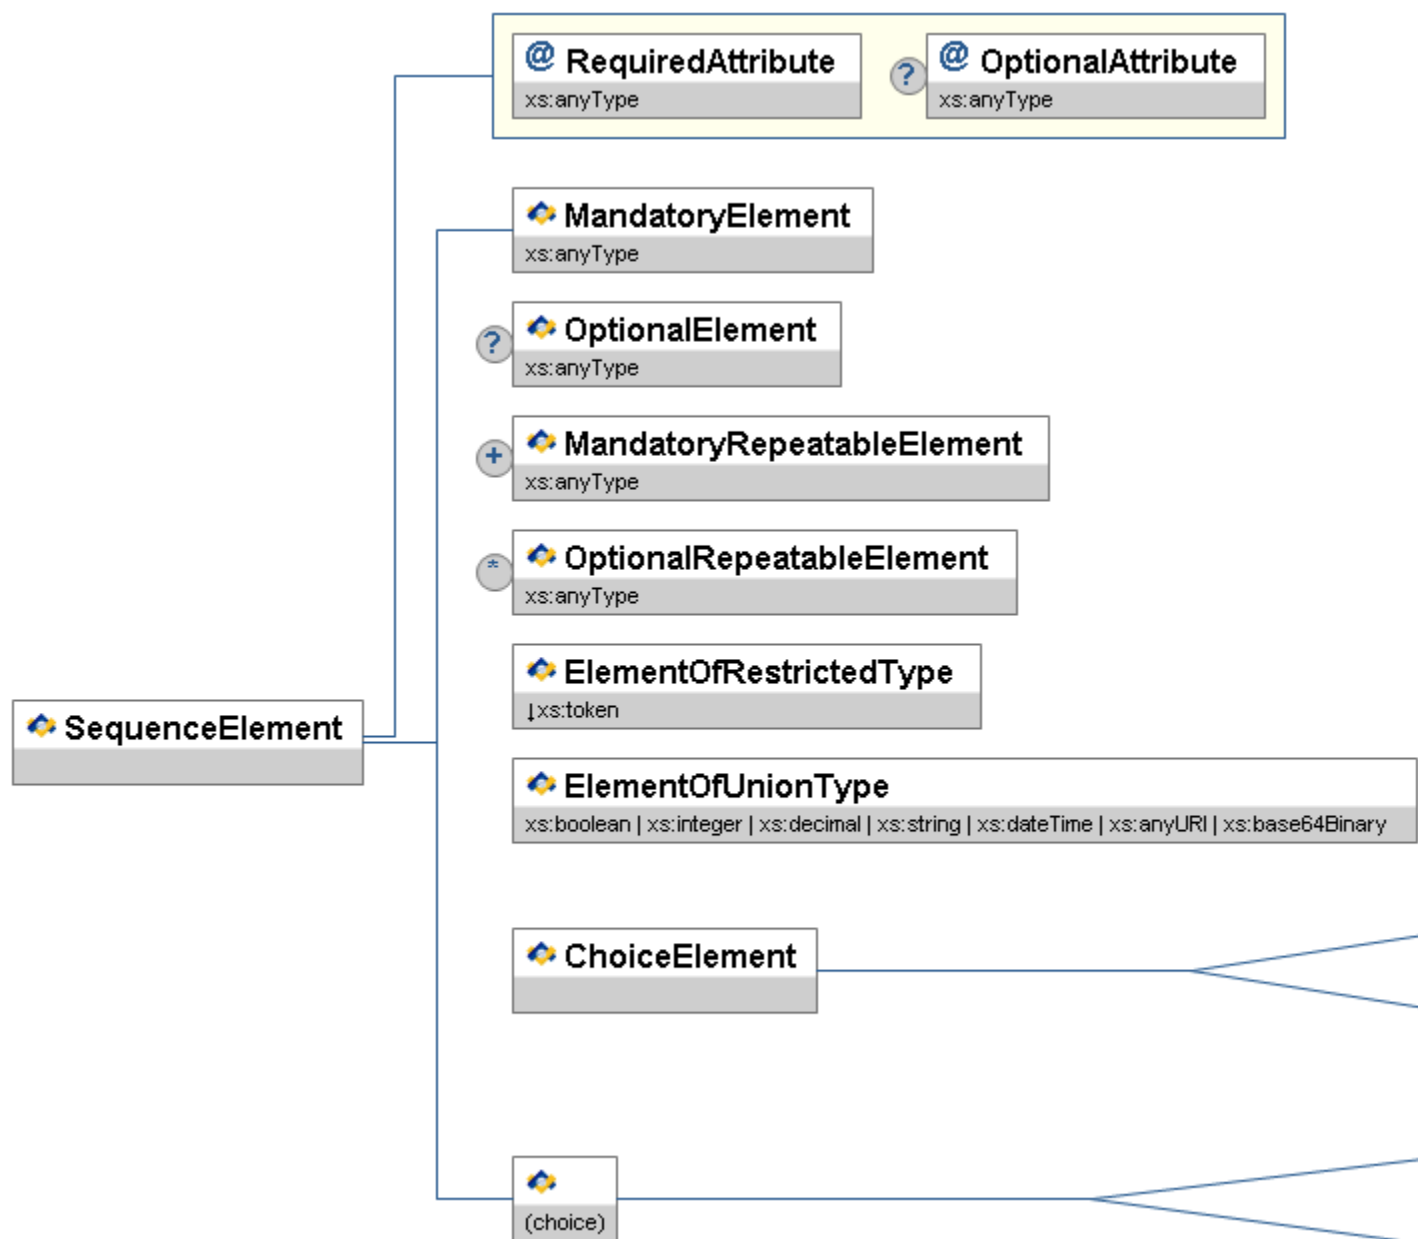 @ RequiredAttribute
xs:anyType
? @ OptionalAttribute
xs:anyType
MandatoryElement
xs:anyType
? OptionalElement
xs:anyType
+ MandatoryRepeatableElement
xs:anyType
* OptionalRepeatableElement
xs:anyType
ElementOfRestrictedType
↓xs:token
SequenceElement
ElementOfUnionType
xs:boolean | xs:integer | xs:decimal | xs:string | xs:dateTime | xs:anyURI | xs:base64Binary
ChoiceElement
(choice)